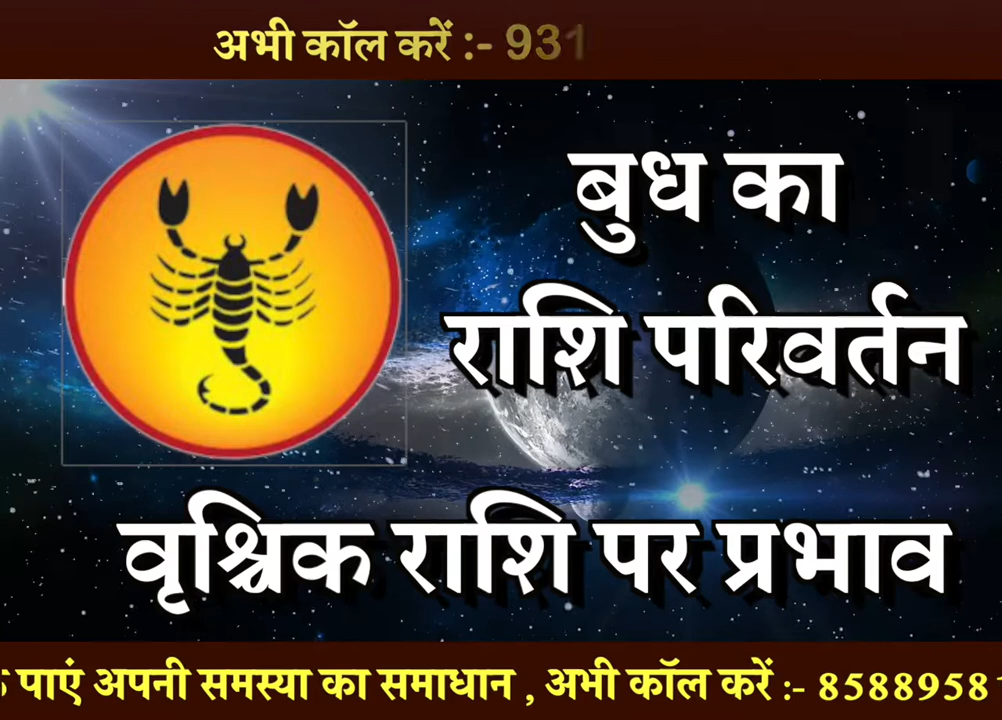 अभी कॉल करें :- 931
बुध का
राशि परिवर्तन
वृश्चिक राशि पर प्रभाव
पाएं अपनी समस्या का समाधान , अभी कॉल करें :- 8588958